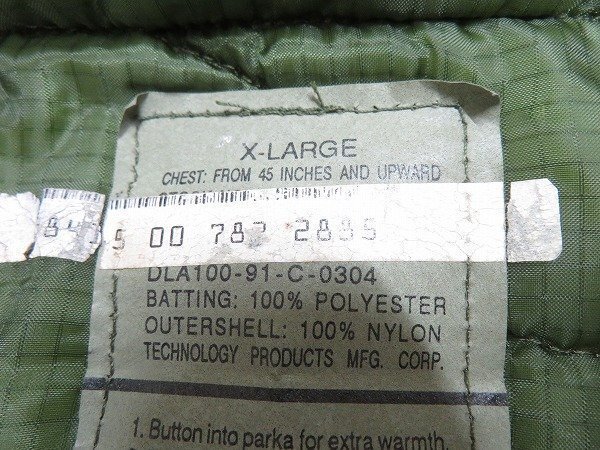 X-LARGE
CHEST: FROM 45 INCHES AND UPWARD
00 787 2885
DLA100-91-C-0304
BATTING: 100% POLYESTER
OUTERSHELL: 100% NYLON
TECHNOLOGY PRODUCTS MFG. CORP.
1. Button into parka for extra warmth.